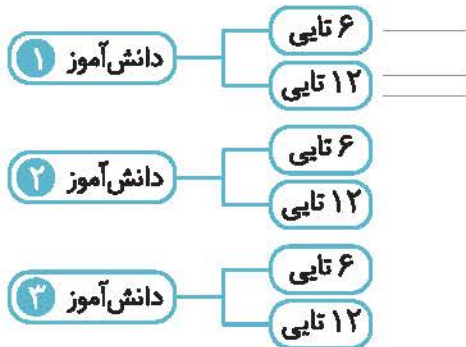 ۶ تایی
دانش‌آموز ۱
۱۲ تایی
۶ تایی
دانش‌آموز ۲
۱۲ تایی
۶ تایی
دانش‌آموز ۳
۱۲ تایی